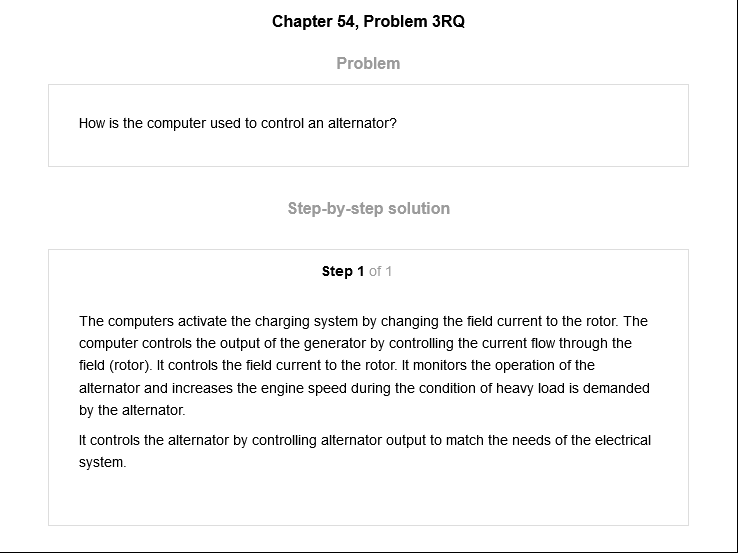 Chapter 54, Problem 3RQ
Problem
How is the computer used to control an alternator?
Step-by-step solution
Step 1 of 1
The computers activate the charging system by changing the field current to the rotor. The
computer controls the output of the generator by controlling the current flow through the
field (rotor). It controls the field current to the rotor. It monitors the operation of the
alternator and increases the engine speed during the condition of heavy load is demanded
by the alternator.
It controls the alternator by controlling alternator output to match the needs of the electrical
system.